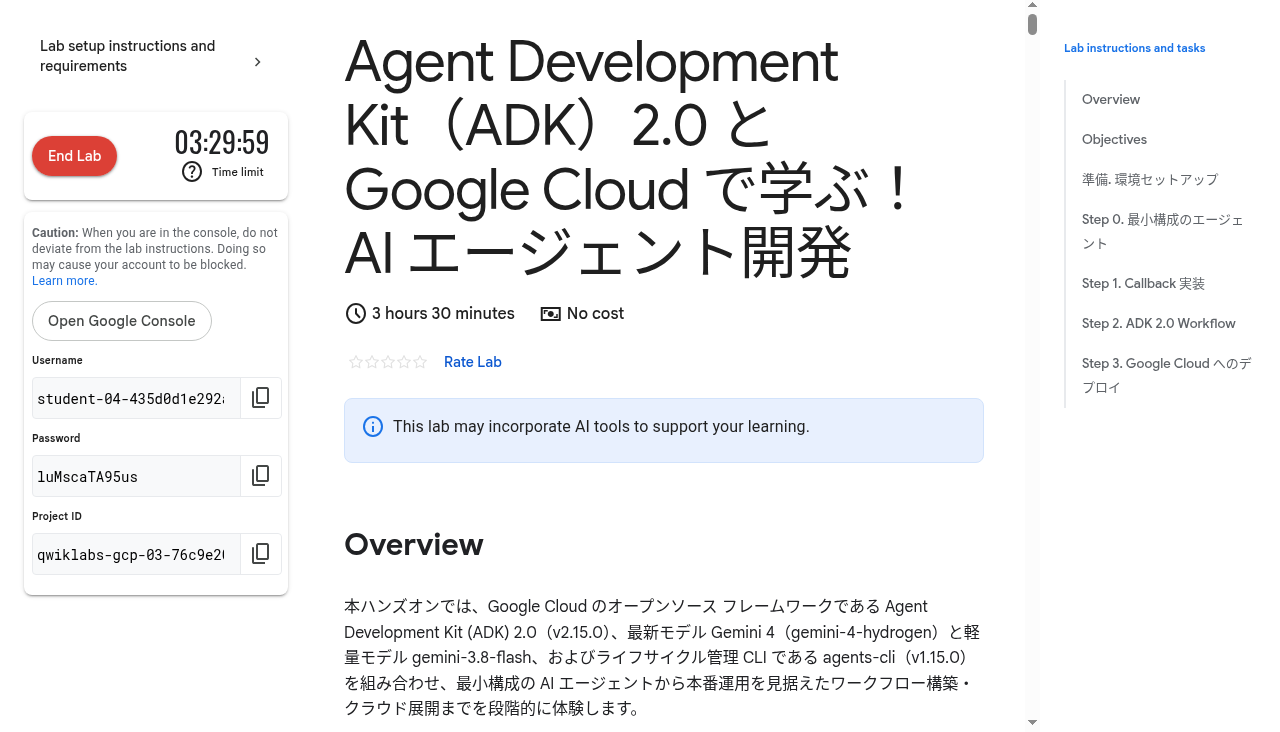 Lab setup instructions and
requirements
End Lab
03:29:59
Time limit
Caution: When you are in the console, do not
deviate from the lab instructions. Doing so
may cause your account to be blocked.
Learn more.
Open Google Console
Username
student-04-435d0d1e292
Password
luMscaTA95us
Project ID
qwiklabs-gcp-03-76c9e2
Agent Development
Kit（ADK）2.0 と
Google Cloud で学ぶ！
AI エージェント開発
3 hours 30 minutes
No cost
Rate Lab
This lab may incorporate AI tools to support your learning.
Overview
本ハンズオンでは、Google Cloud のオープンソース フレームワークである Agent
Development Kit (ADK) 2.0（v2.15.0）、最新モデル Gemini 4（gemini-4-hydrogen）と軽
量モデル gemini-3.8-flash、およびライフサイクル管理 CLI である agents-cli（v1.15.0）
を組み合わせ、最小構成の AI エージェントから本番運用を見据えたワークフロー構築・
クラウド展開までを段階的に体験します。
Lab instructions and tasks
Overview
Objectives
準備. 環境セットアップ
Step 0. 最小構成のエージェ
ント
Step 1. Callback 実装
Step 2. ADK 2.0 Workflow
Step 3. Google Cloud へのデ
プロイ